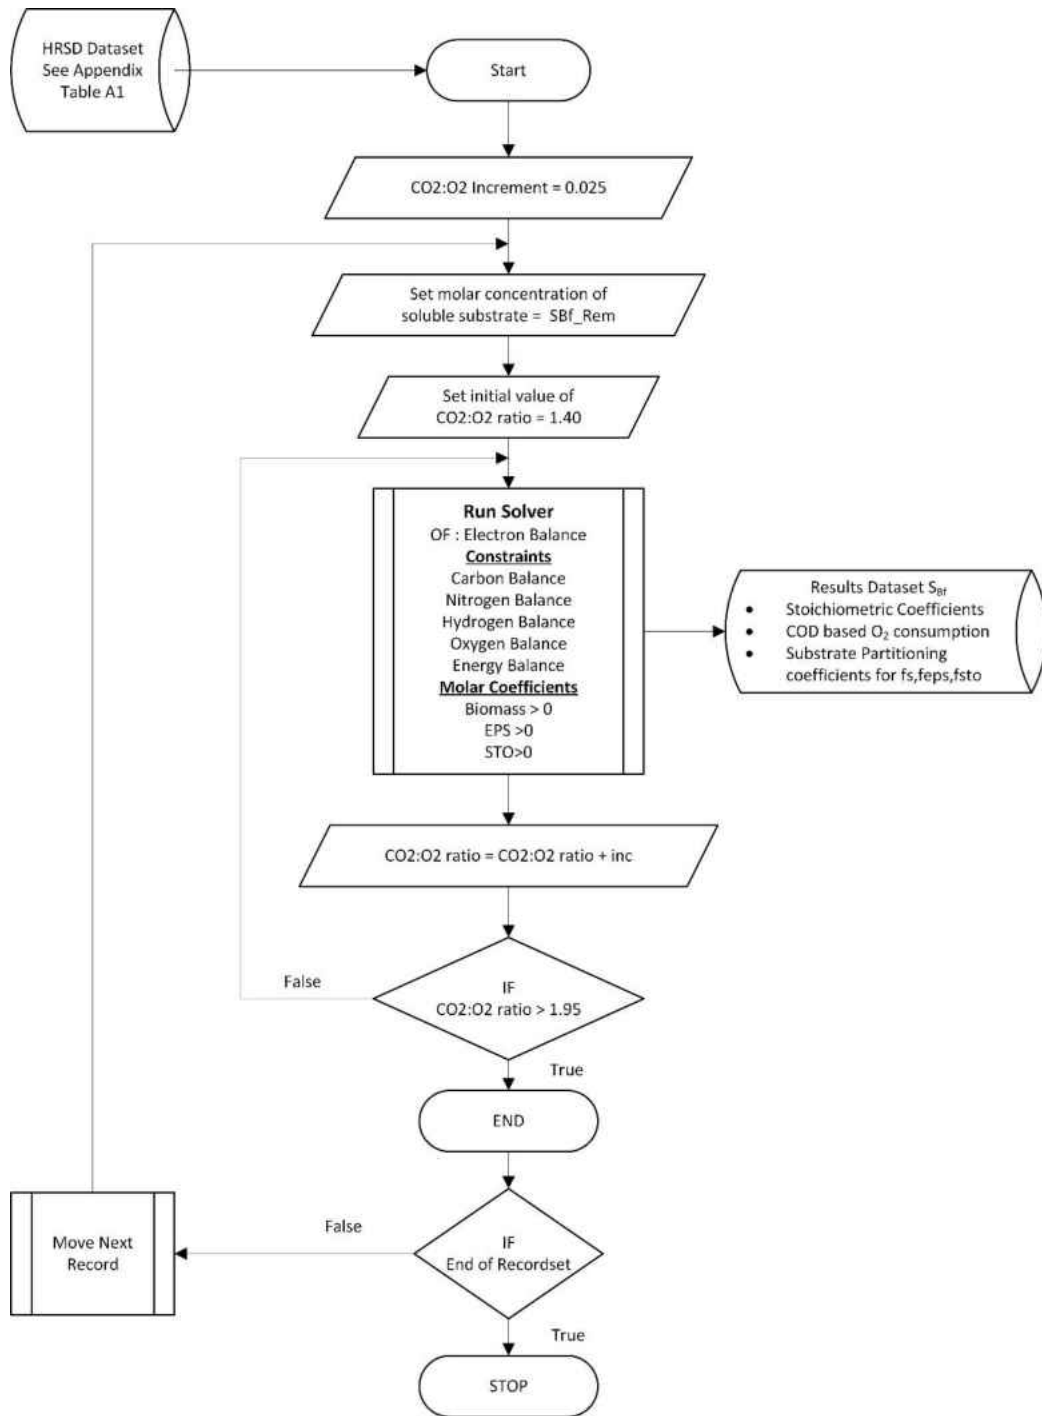 HRSD Dataset
See Appendix
Table A1
Start
CO2:O2 Increment = 0.025
Set molar concentration of
soluble substrate = SBf_Rem
Set initial value of
CO2:O2 ratio = 1.40
Run Solver
OF : Electron Balance
Constraints
Carbon Balance
Nitrogen Balance
Hydrogen Balance
Oxygen Balance
Energy Balance
Molar Coefficients
Biomass > 0
EPS >0
STO>0
Results Dataset S_Bf
• Stoichiometric Coefficients
• COD based O₂ consumption
• Substrate Partitioning
coefficients for fs,feps,fsto
CO2:O2 ratio = CO2:O2 ratio + inc
False
IF
CO2:O2 ratio > 1.95
True
END
False
Move Next
Record
IF
End of Recordset
True
STOP